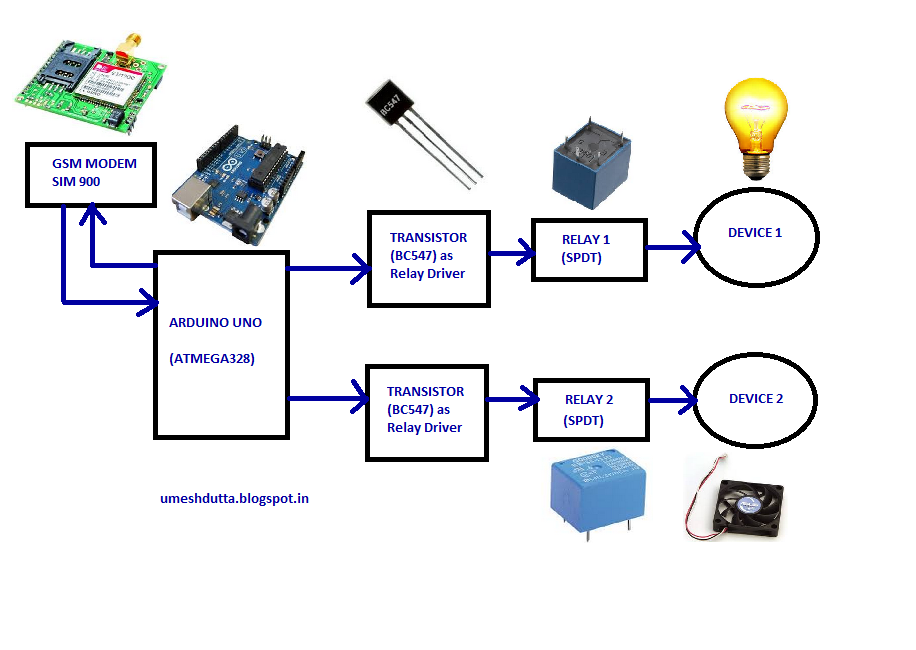 GSM MODEM
SIM 900
BC547
TRANSISTOR
(BC547) as
Relay Driver
RELAY 1
(SPDT)
DEVICE 1
ARDUINO UNO
(ATMEGA328)
TRANSISTOR
(BC547) as
Relay Driver
RELAY 2
(SPDT)
DEVICE 2
umeshdutta.blogspot.in